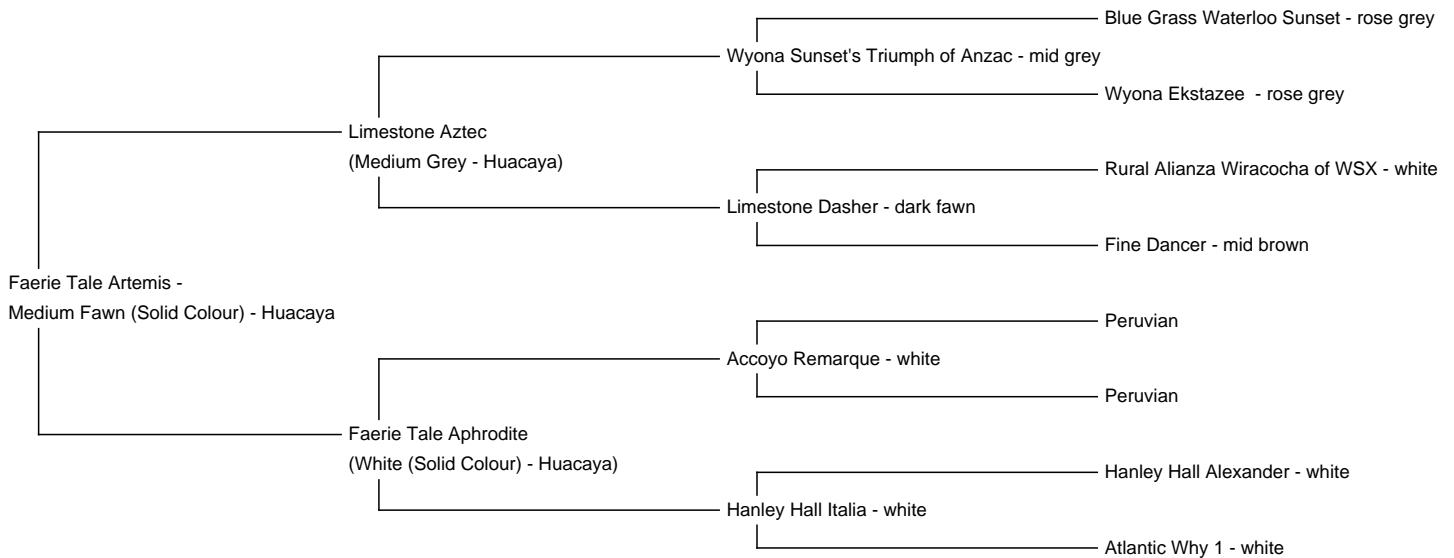 Blue Grass Waterloo Sunset - rose grey
Wyona Sunset's Triumph of Anzac - mid grey
Wyona Ekstazee  - rose grey
Limestone Aztec
(Medium Grey - Huacaya)
Rural Alianza Wiracocha of WSX - white
Limestone Dasher - dark fawn
Fine Dancer - mid brown
Faerie Tale Artemis -
Medium Fawn (Solid Colour) - Huacaya
Peruvian
Accoyo Remarque - white
Peruvian
Faerie Tale Aphrodite
(White (Solid Colour) - Huacaya)
Hanley Hall Alexander - white
Hanley Hall Italia - white
Atlantic Why 1 - white